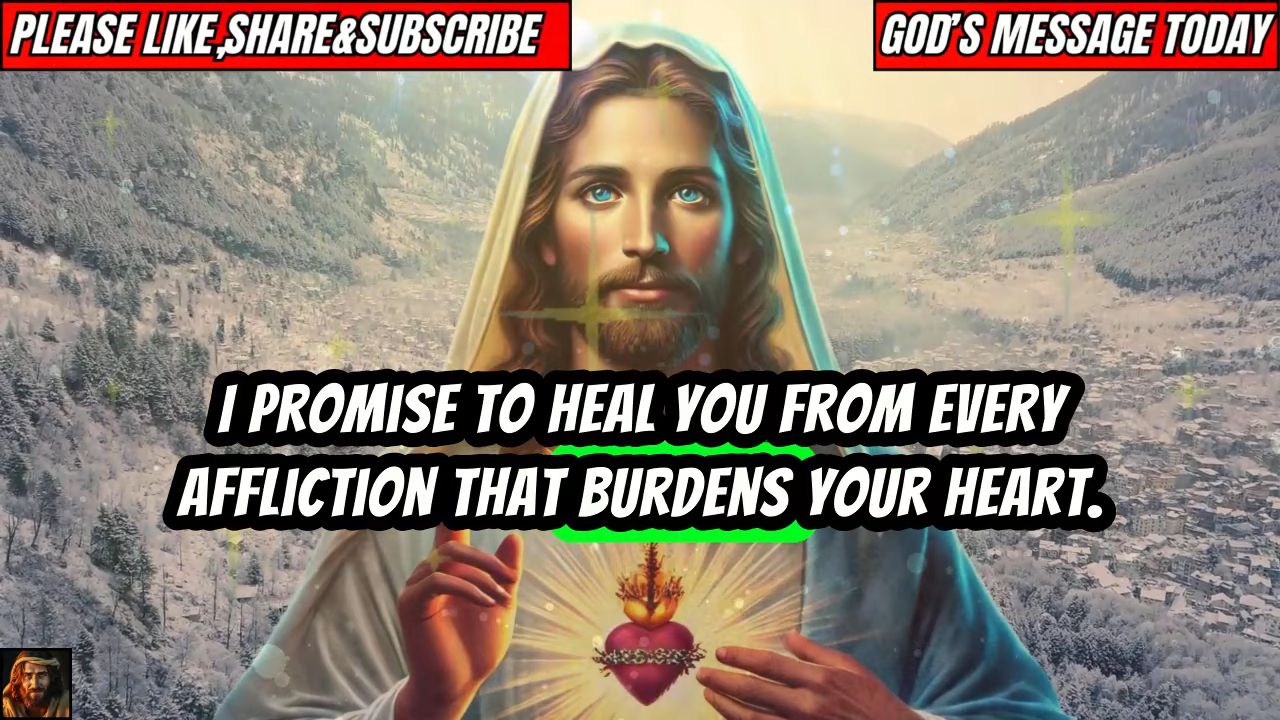 PLEASE LIKE,SHARE&SUBSCRIBE
GOD'S MESSAGE TODAY
I PROMISE TO HEAL YOU FROM EVERY
AFFLICTION THAT BURDENS YOUR HEART.